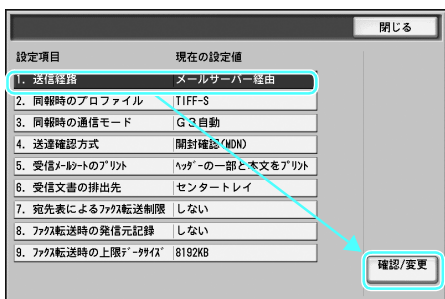 閉じる
設定項目 現在の設定値
1. 送信経路 メールサーバー経由
2. 同報時のプロファイル TIFF-S
3. 同報時の通信モード G3自動
4. 送達確認方式 開封確認(MDN)
5. 受信ﾒｰﾙｼｰﾄのﾌﾟﾘﾝﾄ ﾍｯﾀﾞｰの一部と本文をﾌﾟﾘﾝﾄ
6. 受信文書の排出先 センタートレイ
7. 宛先表によるﾌｧｸｽ転送制限 しない
8. ﾌｧｸｽ転送時の発信元記録 しない
9. ﾌｧｸｽ転送時の上限ﾃﾞｰﾀｻｲｽﾞ 8192KB
確認/変更